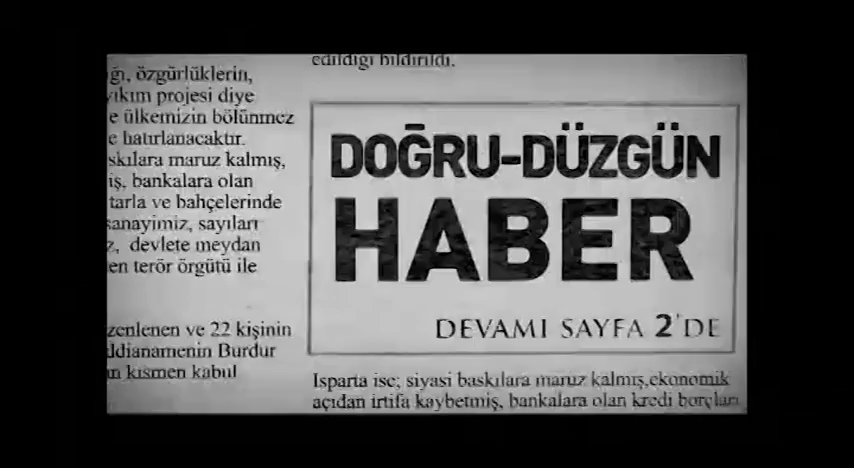 ğı, özgürlüklerin,
yıkım projesi diye
e ülkemizin bölünmez
e hatırlanacaktır.
skılara maruz kalmış,
iş, bankalara olan
tarla ve bahçelerinde
sanayimiz, sayıları
z, devlete meydan
en terör örgütü ile
zenlenen ve 22 kişinin
ddianamenin Burdur
n kısmen kabul
edildiği bildirildi.
DOĞRU-DÜZGÜN
HABER
DEVAMI SAYFA 2'DE
Isparta ise; siyasi baskılara maruz kalmış,ekonomik
açıdan irtifa kaybetmiş, bankalara olan kredi borçları